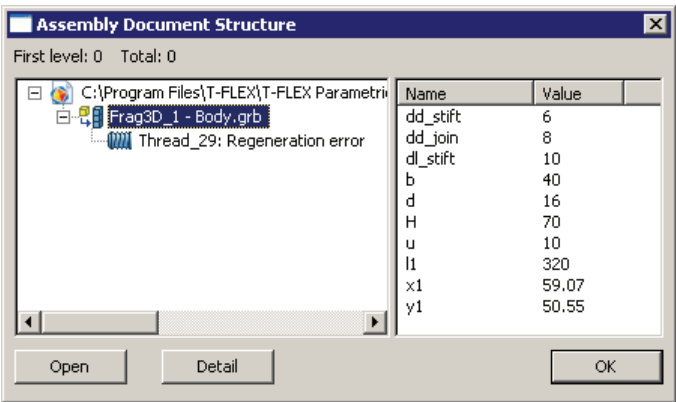 Assembly Document Structure
First level: 0 Total: 0
C:\Program Files\T-FLEX\T-FLEX Parametri
Frag3D_1 - Body.grb
Thread_29: Regeneration error
Name Value
dd_stift 6
dd_join 8
dl_stift 10
b 40
d 16
H 70
u 10
l1 320
x1 59.07
y1 50.55
Open Detail OK